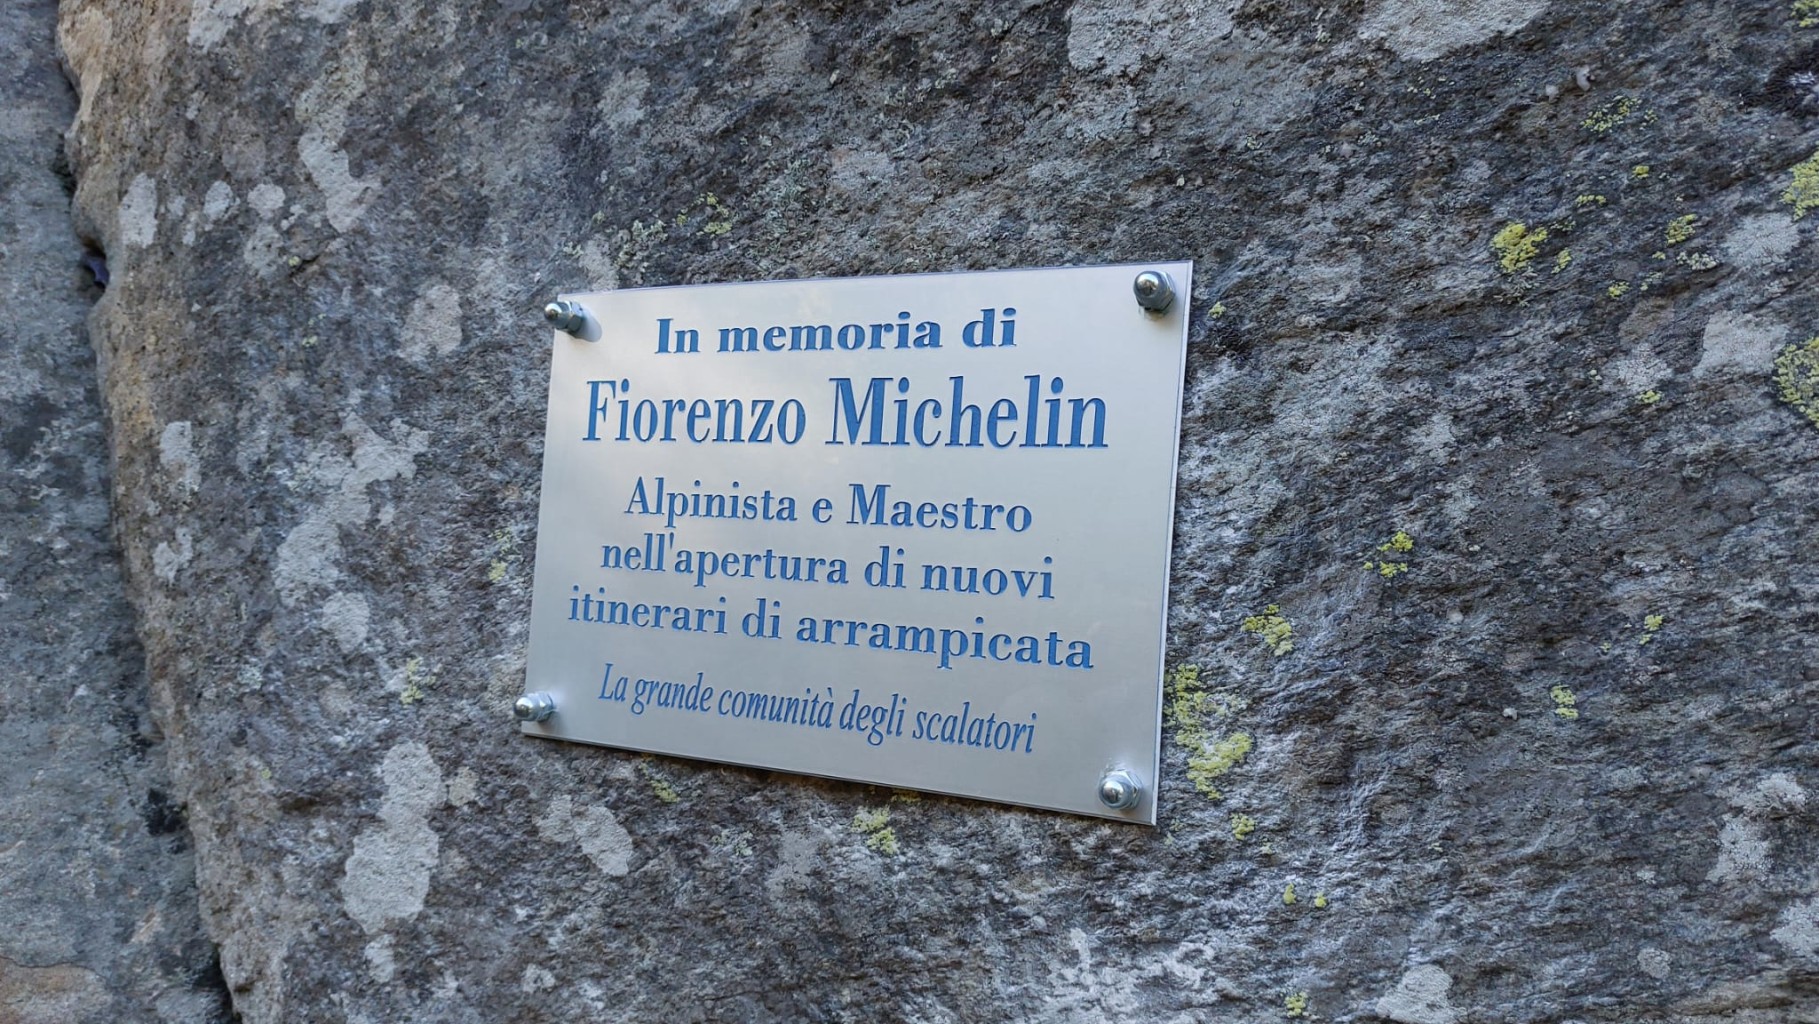 In memoria di
Fiorenzo Michelin
Alpinista e Maestro
nell'apertura di nuovi
itinerari di arrampicata
La grande comunità degli scalatori